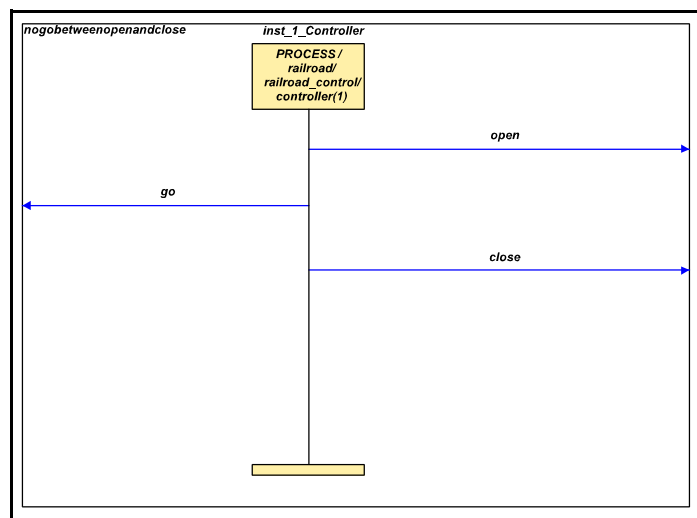 nogobetweenopenandclose
inst_1_Controller
PROCESS /
railroad/
railroad_control/
controller(1)
open
go
close